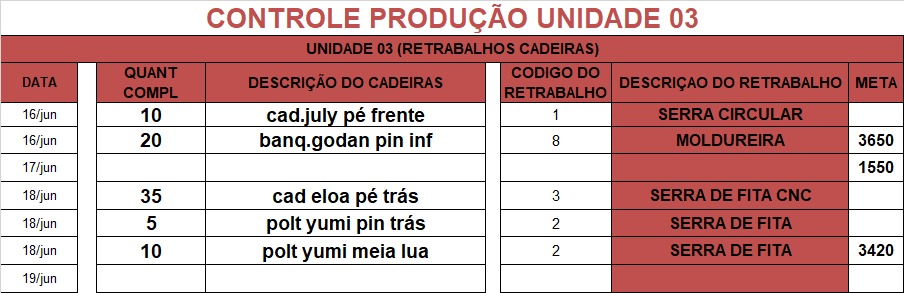 CONTROLE PRODUÇÃO UNIDADE 03
UNIDADE 03 (RETRABALHOS CADEIRAS)
DATA QUANT COMPL DESCRIÇÃO DO CADEIRAS CODIGO DO RETRABALHO DESCRIÇAO DO RETRABALHO META
16/jun 10 cad.july pé frente 1 SERRA CIRCULAR
16/jun 20 banq.godan pin inf 8 MOLDUREIRA 3650
17/jun 1550
18/jun 35 cad eloa pé trás 3 SERRA DE FITA CNC
18/jun 5 polt yumi pin trás 2 SERRA DE FITA
18/jun 10 polt yumi meia lua 2 SERRA DE FITA 3420
19/jun